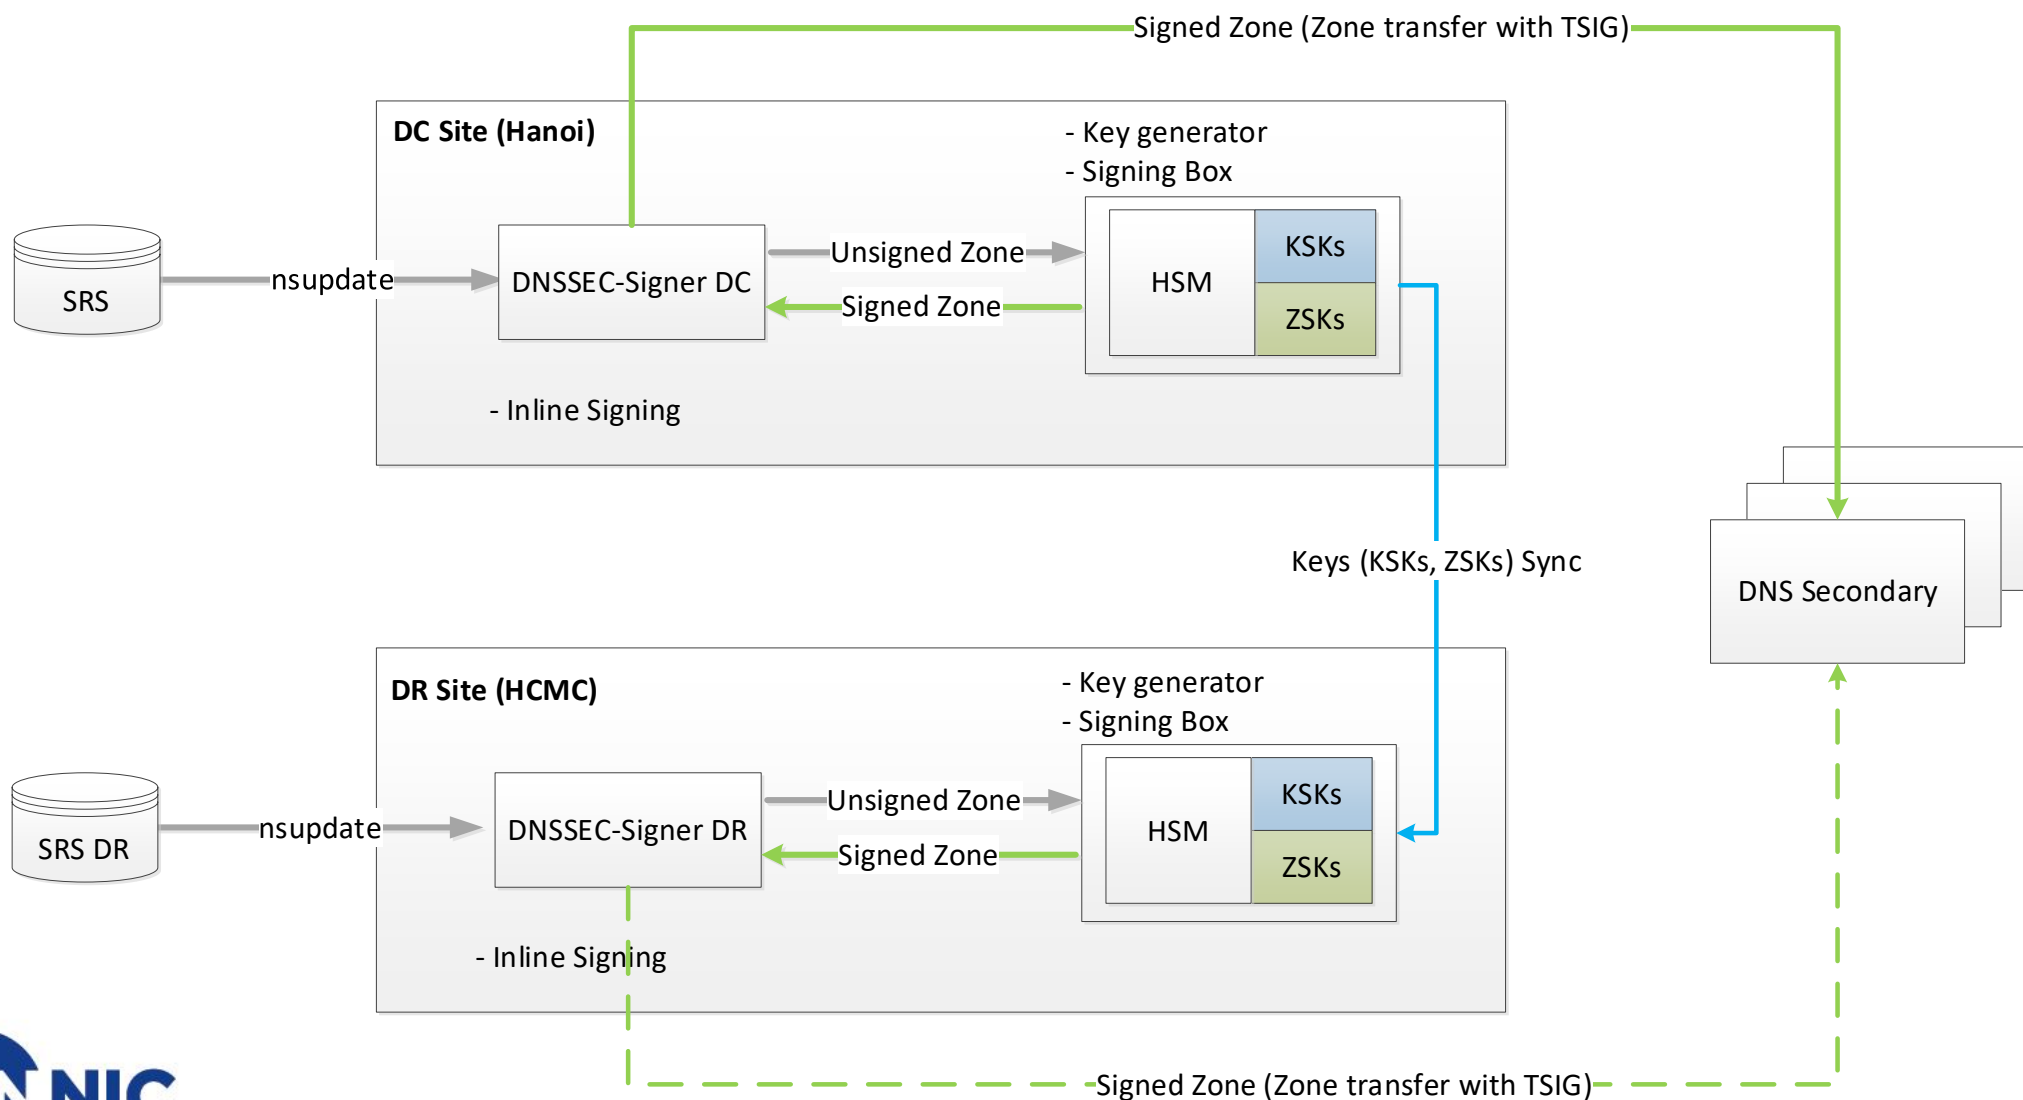 Signed Zone (Zone transfer with TSIG)
DC Site (Hanoi)
- Key generator
- Signing Box
SRS
nsupdate
DNSSEC-Signer DC
Unsigned Zone
Signed Zone
HSM
KSKs
ZSKs
- Inline Signing
Keys (KSKs, ZSKs) Sync
DNS Secondary
DR Site (HCMC)
- Key generator
- Signing Box
SRS DR
nsupdate
DNSSEC-Signer DR
Unsigned Zone
Signed Zone
HSM
KSKs
ZSKs
- Inline Signing
Signed Zone (Zone transfer with TSIG)
NIC